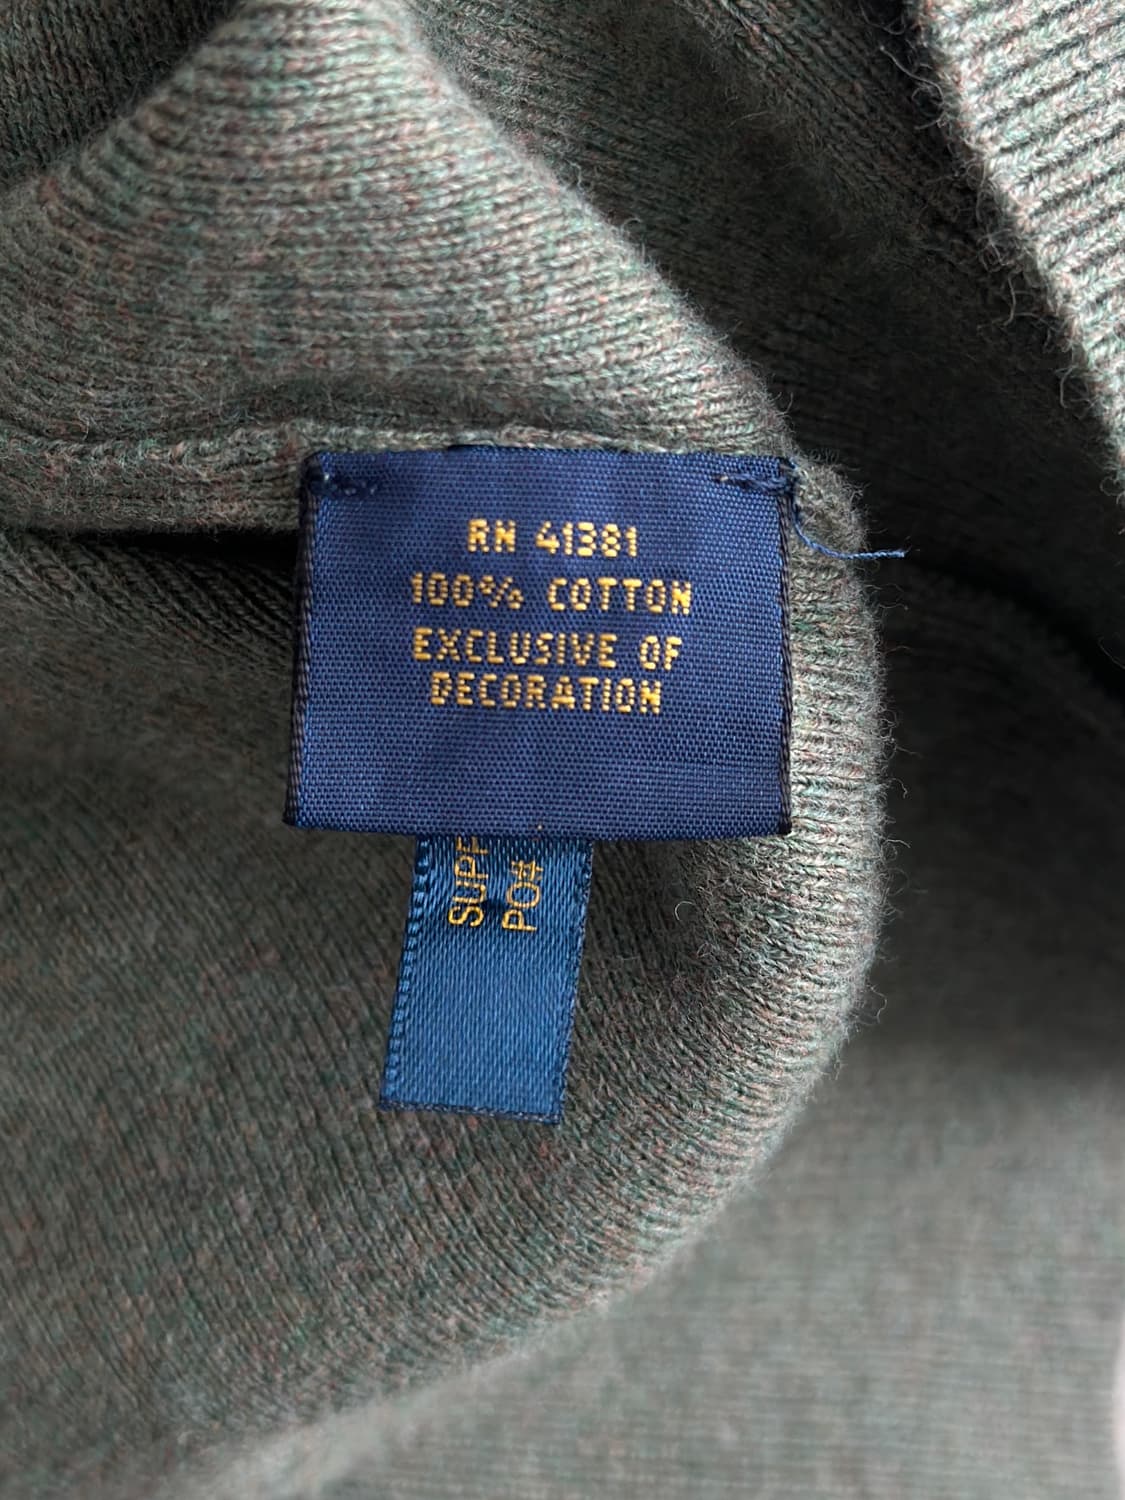 RN 41381
100% COTTON
EXCLUSIVE OF
DECORATION
PO#